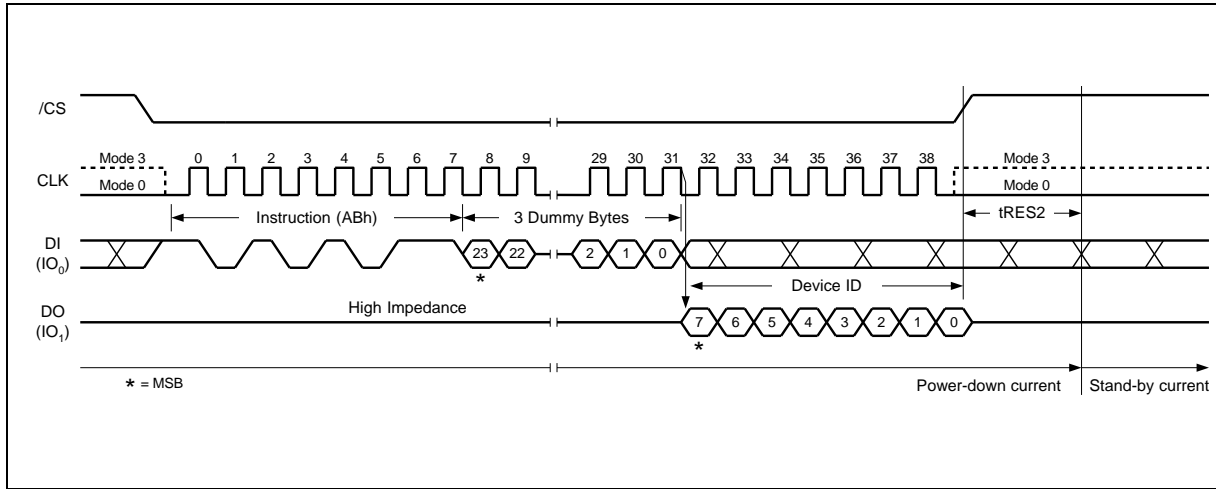 /CS
Mode 3 0 1 2 3 4 5 6 7 8 9 29 30 31 32 33 34 35 36 37 38 Mode 3
CLK Mode 0 Mode 0
Instruction (ABh) 3 Dummy Bytes tRES2
DI
(IO0) 23 22 2 1 0
*
Device ID
High Impedance
DO
(IO1) 7 6 5 4 3 2 1 0
*
* = MSB
Power-down current Stand-by current